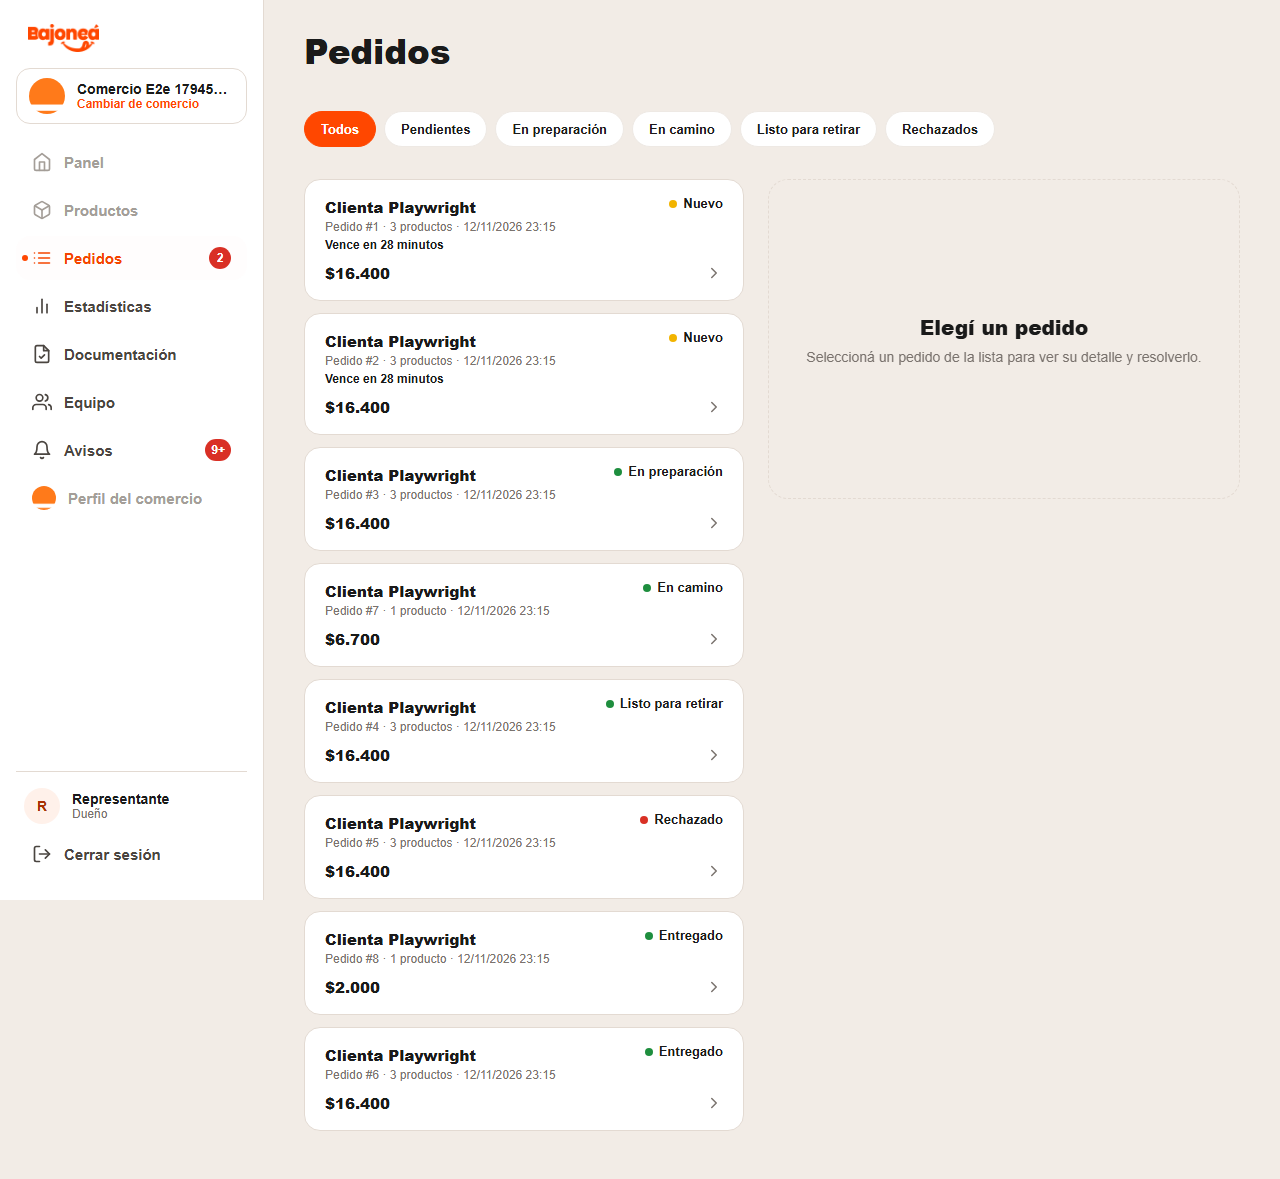 Bajoneá
Comercio E2e 17945...
Cambiar de comercio
Panel
Productos
Pedidos
2
Estadísticas
Documentación
Equipo
Avisos
9+
Perfil del comercio
R
Representante
Dueño
Cerrar sesión
Pedidos
Todos
Pendientes
En preparación
En camino
Listo para retirar
Rechazados
Clienta Playwright
Nuevo
Pedido #1 · 3 productos · 12/11/2026 23:15
Vence en 28 minutos
$16.400
Clienta Playwright
Nuevo
Pedido #2 · 3 productos · 12/11/2026 23:15
Vence en 28 minutos
$16.400
Clienta Playwright
En preparación
Pedido #3 · 3 productos · 12/11/2026 23:15
$16.400
Clienta Playwright
En camino
Pedido #7 · 1 producto · 12/11/2026 23:15
$6.700
Clienta Playwright
Listo para retirar
Pedido #4 · 3 productos · 12/11/2026 23:15
$16.400
Clienta Playwright
Rechazado
Pedido #5 · 3 productos · 12/11/2026 23:15
$16.400
Clienta Playwright
Entregado
Pedido #8 · 1 producto · 12/11/2026 23:15
$2.000
Clienta Playwright
Entregado
Pedido #6 · 3 productos · 12/11/2026 23:15
$16.400
Elegí un pedido
Seleccioná un pedido de la lista para ver su detalle y resolverlo.